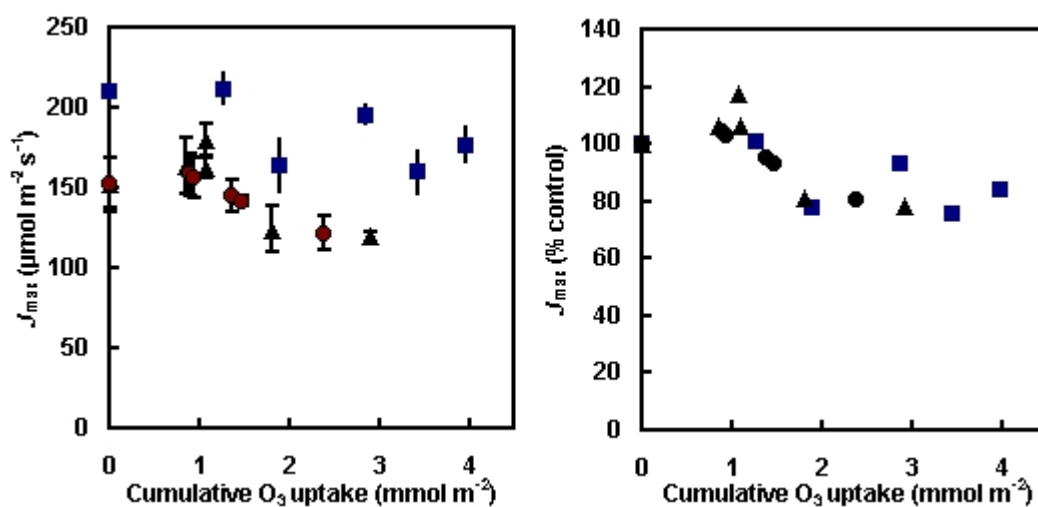 250
200
150
100
50
0
J_max (µmol m⁻² s⁻¹)
0 1 2 3 4
Cumulative O₃ uptake (mmol m⁻²)
140
120
100
80
60
40
20
0
J_max (% control)
0 1 2 3 4
Cumulative O₃ uptake (mmol m⁻²)